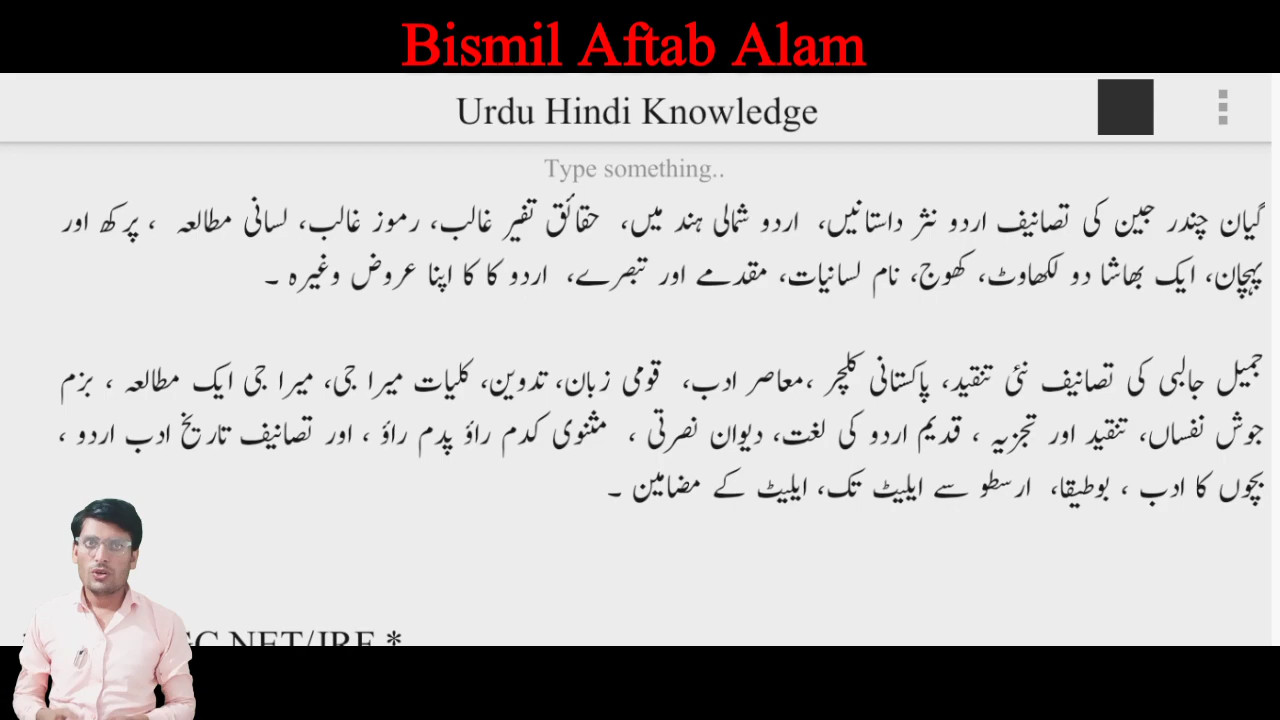 Bismil Aftab Alam
Urdu Hindi Knowledge
Type something..
گیان چندر جین کی تصانیف اردو نثر داستانیں، اردو شمالی ہند میں، حقائق تفیر غالب، رموز غالب، لسانی مطالعہ ، پرکھ اور
پہچان، ایک بھاشا دو لکھاوٹ، کھوج، نام لسانیات، مقدمے اور تبصرے، اردو کا کا اپنا عروض وغیرہ ۔
جمیل جالبی کی تصانیف نئی تنقید، پاکستانی کلچر ،معاصر ادب، قومی زبان، تدوین، کلیات میرا جی، میرا جی ایک مطالعہ ، بزم
جوش نفساں، تنقید اور تجزیہ ، قدیم اردو کی لغت، دیوان نصرتی ، مثنوی کدم راؤ پدم راؤ ، اور تصانیف تاریخ ادب اردو ،
بچوں کا ادب ، بوطیقا، ارسطو سے ایلیٹ تک، ایلیٹ کے مضامین ۔
NET/JRF *